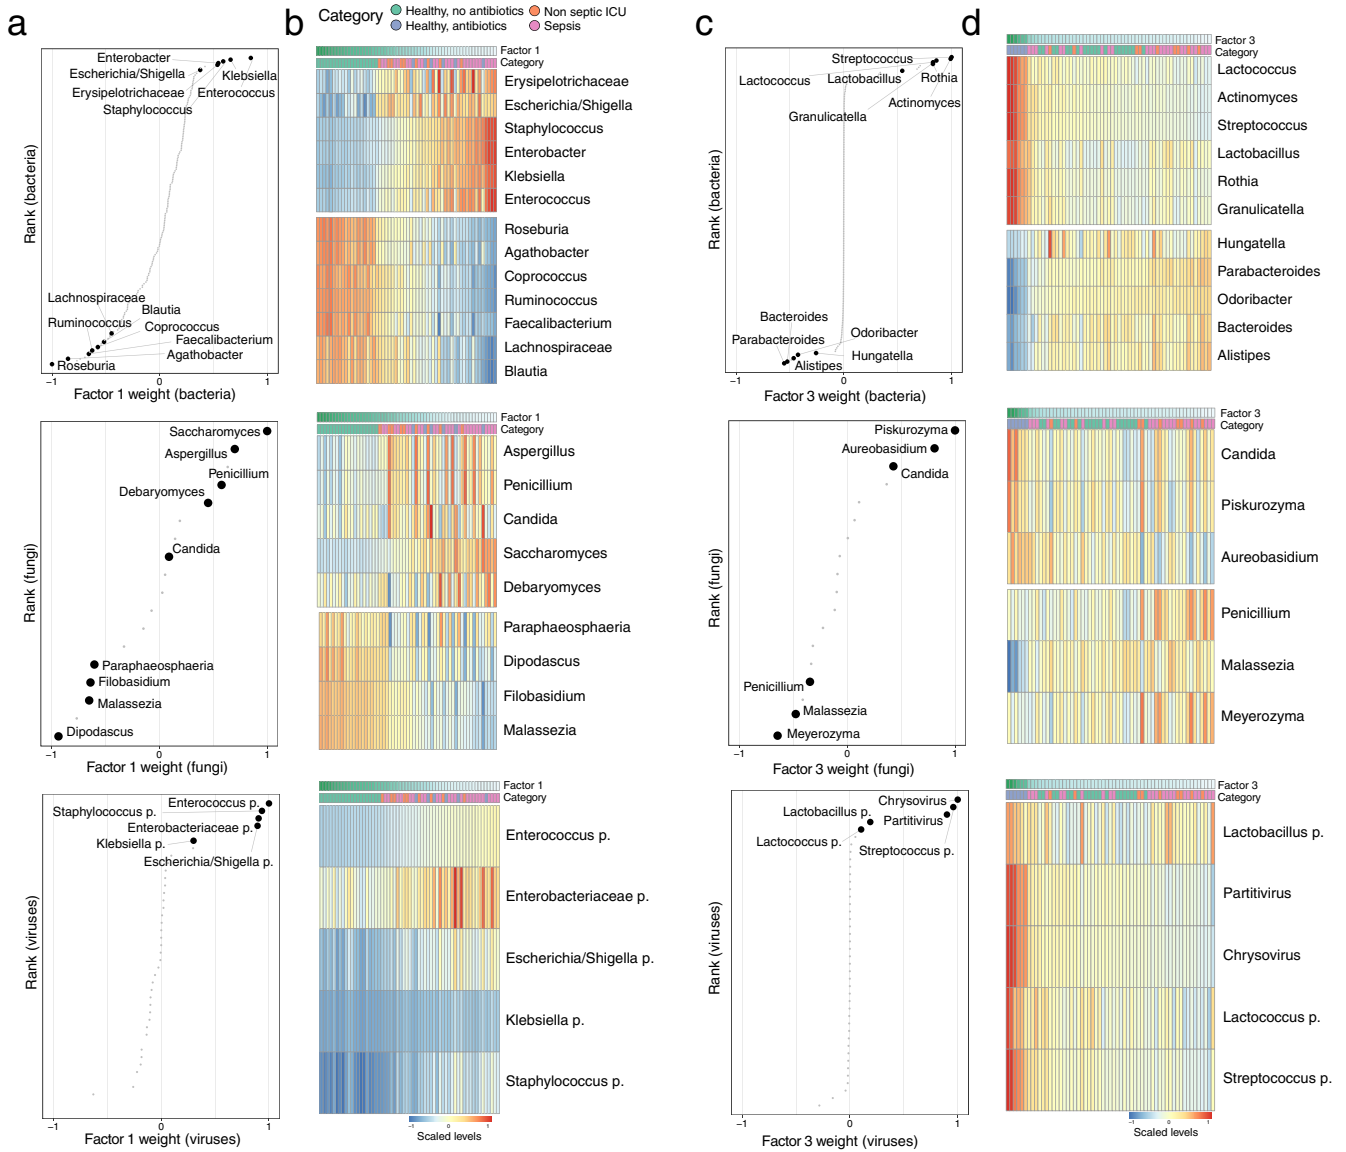 a
b
c
d
Category
Healthy, no antibiotics
Non septic ICU
Healthy, antibiotics
Sepsis
Enterobacter
Escherichia/Shigella
Klebsiella
Erysipelotrichaceae
Enterococcus
Staphylococcus
Rank (bacteria)
Lachnospiraceae
Blautia
Ruminococcus
Coprococcus
Faecalibacterium
Agathobacter
Roseburia
−1
0
1
Factor 1 weight (bacteria)
Factor 1
Category
Erysipelotrichaceae
Escherichia/Shigella
Staphylococcus
Enterobacter
Klebsiella
Enterococcus
Roseburia
Agathobacter
Coprococcus
Ruminococcus
Faecalibacterium
Lachnospiraceae
Blautia
Streptococcus
Lactococcus
Lactobacillus
Rothia
Actinomyces
Granulicatella
Rank (bacteria)
Bacteroides
Parabacteroides
Odoribacter
Hungatella
Alistipes
−1
0
1
Factor 3 weight (bacteria)
Factor 3
Category
Lactococcus
Actinomyces
Streptococcus
Lactobacillus
Rothia
Granulicatella
Hungatella
Parabacteroides
Odoribacter
Bacteroides
Alistipes
Saccharomyces
Aspergillus
Penicillium
Debaryomyces
Candida
Rank (fungi)
Paraphaeosphaeria
Filobasidium
Malassezia
Dipodascus
−1
0
1
Factor 1 weight (fungi)
Factor 1
Category
Aspergillus
Penicillium
Candida
Saccharomyces
Debaryomyces
Paraphaeosphaeria
Dipodascus
Filobasidium
Malassezia
Piskurozyma
Aureobasidium
Candida
Rank (fungi)
Penicillium
Malassezia
Meyerozyma
−1
0
1
Factor 3 weight (fungi)
Factor 3
Category
Candida
Piskurozyma
Aureobasidium
Penicillium
Malassezia
Meyerozyma
Enterococcus p.
Staphylococcus p.
Enterobacteriaceae p.
Klebsiella p.
Escherichia/Shigella p.
Rank (viruses)
−1
0
1
Factor 1 weight (viruses)
Factor 1
Category
Enterococcus p.
Enterobacteriaceae p.
Escherichia/Shigella p.
Klebsiella p.
Staphylococcus p.
−1
0
1
Scaled levels
Chrysovirus
Lactobacillus p.
Partitivirus
Lactococcus p.
Streptococcus p.
Rank (viruses)
−1
0
1
Factor 3 weight (viruses)
Factor 3
Category
Lactobacillus p.
Partitivirus
Chrysovirus
Lactococcus p.
Streptococcus p.
−1
0
1
Scaled levels